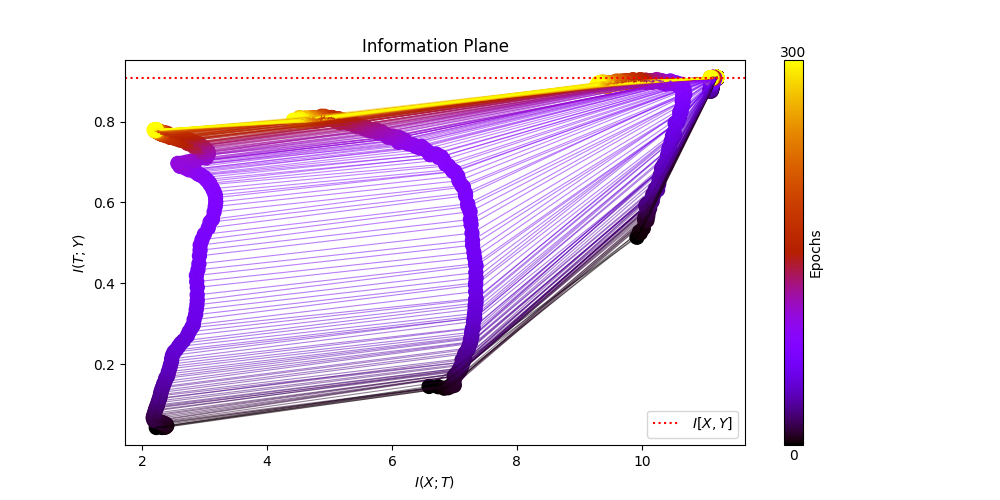 Information Plane
300
0.8
0.6
0.4
0.2
I(T; Y)
2
4
6
8
10
I(X; T)
I[X, Y]
Epochs
0